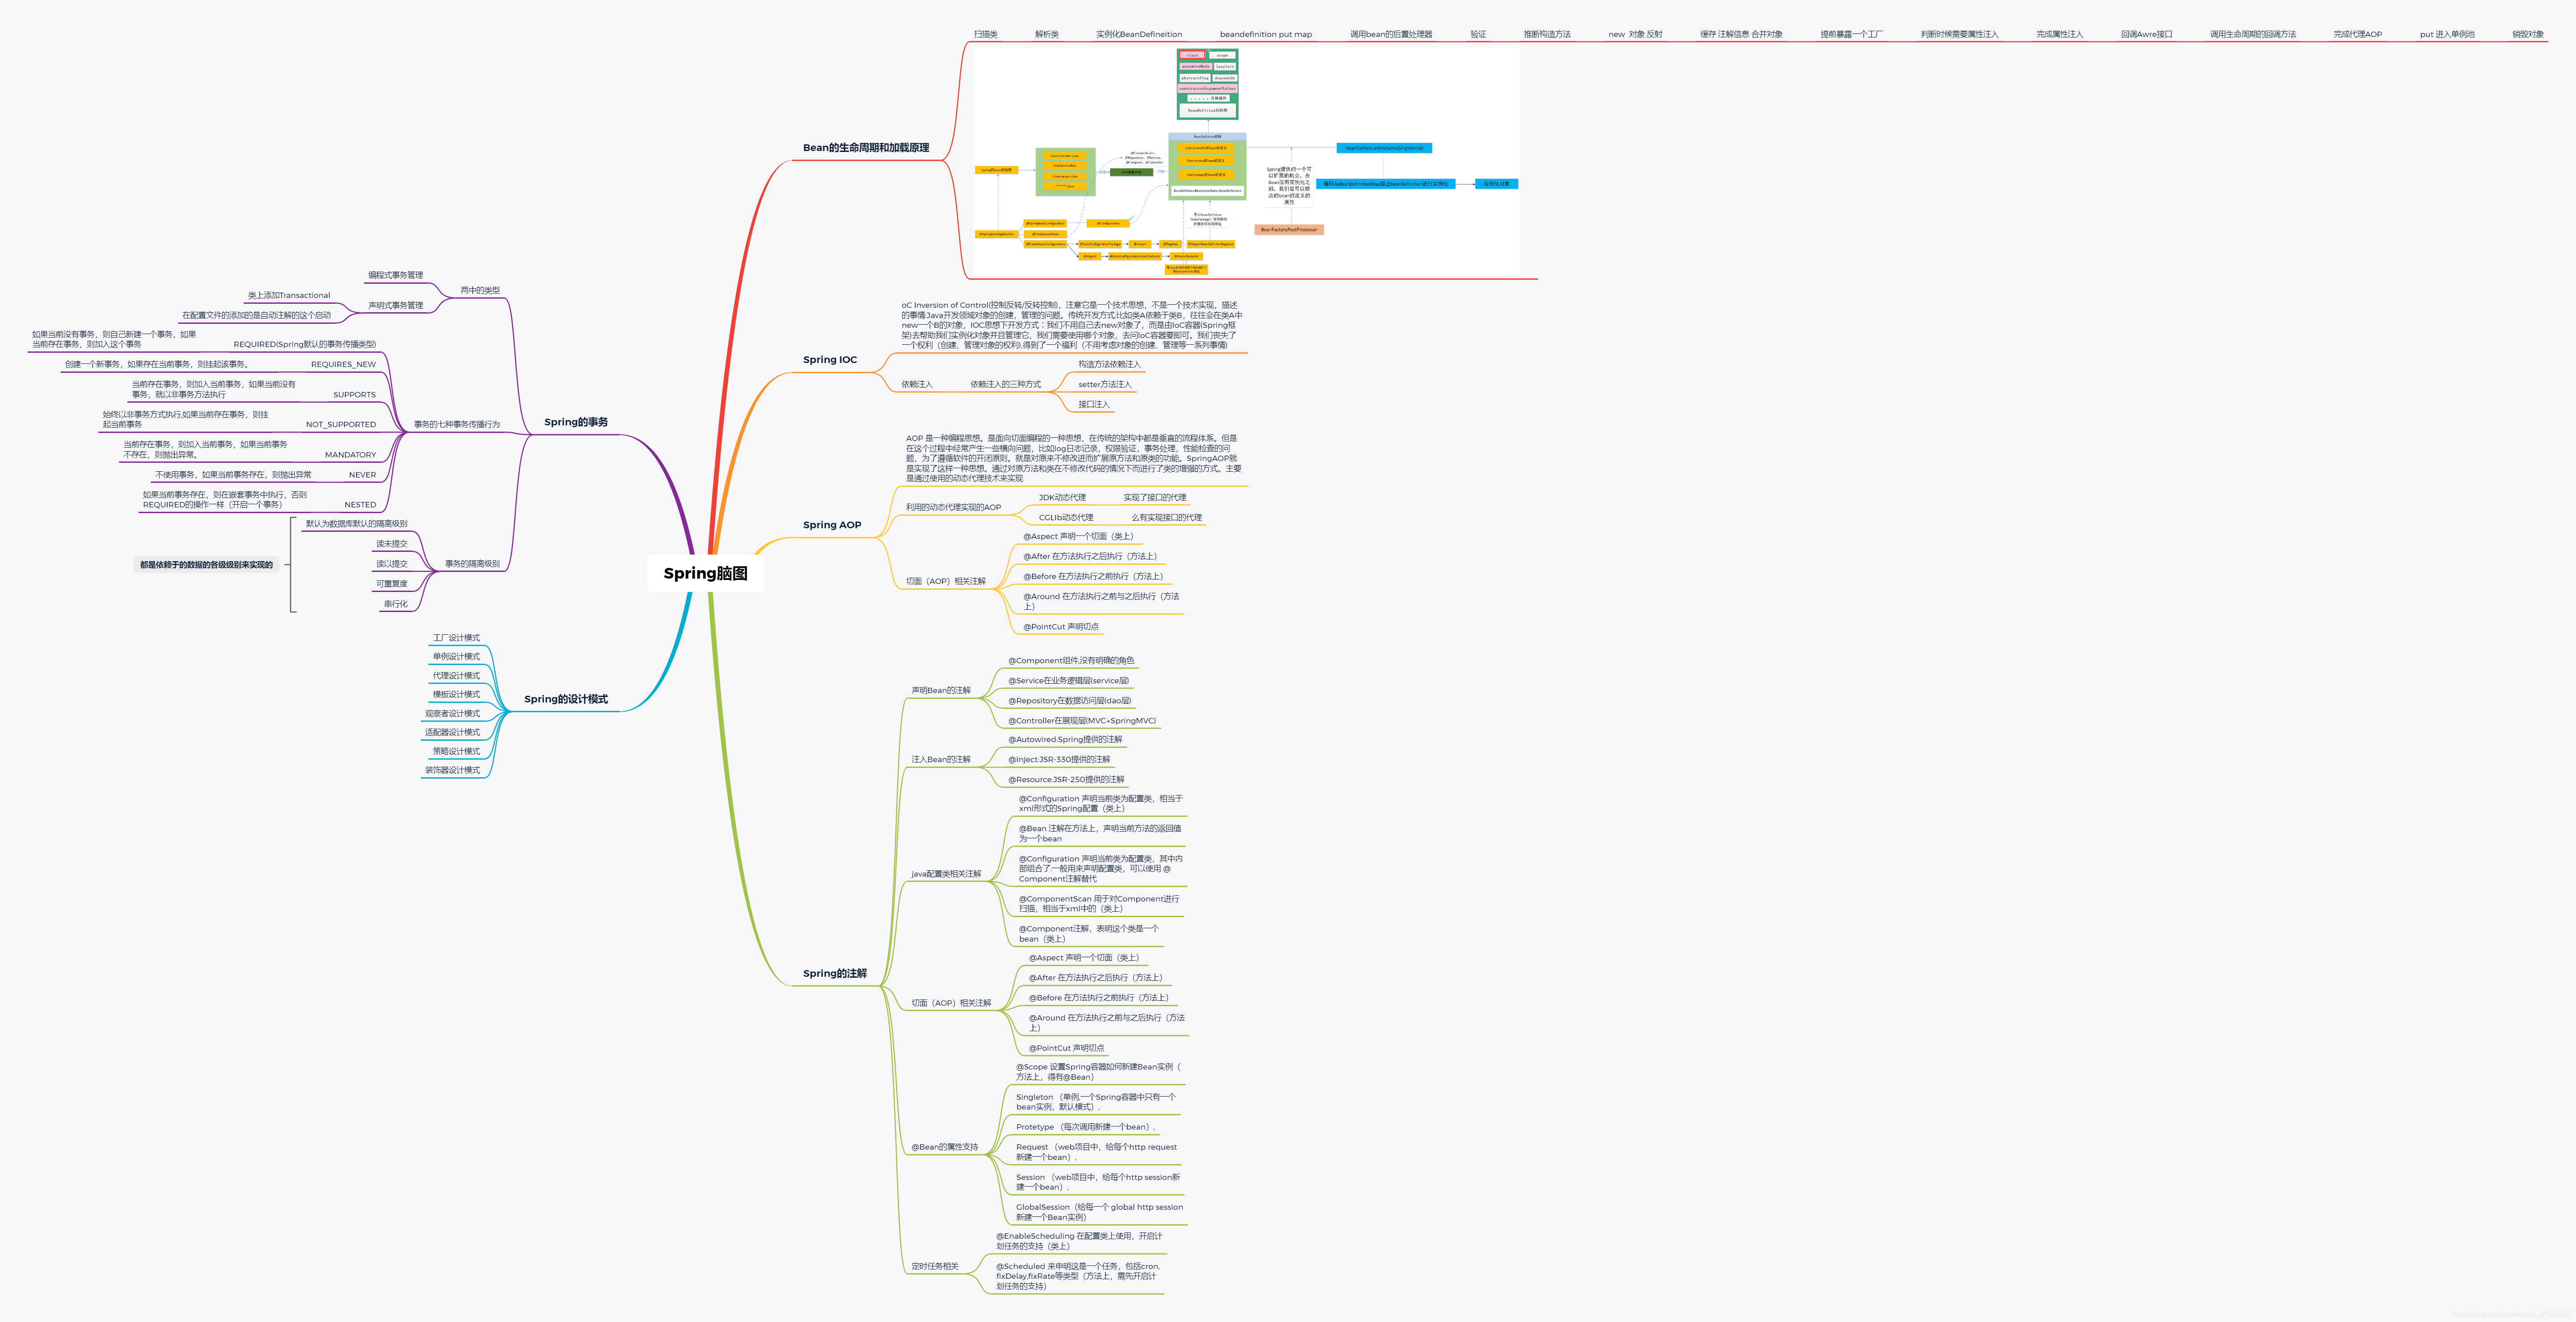 Spring脑图
Bean的生命周期和加载原理
扫描类
解析类
实例化BeanDefineition
beandefinition put map
调用bean的后置处理器
验证
推断构造方法
new 对象 反射
缓存 注解信息 合并对象
提前暴露一个工厂
判断时候需要属性注入
完成属性注入
回调Awre接口
调用生命周期的回调方法
完成代理AOP
put 进入单例池
销毁对象
class
scope
lazyInit
abstractFlag
dependsOn
constructorArgumentValues
Spring提供的一个可
以扩展的机会，在
Bean没有实例化之
前，我们是可以修
改的bean的定义的
属性
BeanFactoryPostProcessor
实例化对象
@Configuration
@ComponentScan
@Import
Spring IOC
oC Inversion of Control(控制反转/反转控制)，注意它是一个技术思想，不是一个技术实现，描述
的事情:Java开发领域对象的创建，管理的问题。传统开发方式:比如类A依赖于类B，往往会在类A中
new一个B的对象，IOC思想下开发方式：我们不用自己去new对象了，而是由IoC容器(Spring框
架)去帮助我们实例化对象并且管理它，我们需要使用哪个对象，去问IoC容器要即可。我们丧失了
一个权利（创建、管理对象的权利),得到了一个福利（不用考虑对象的创建、管理等一系列事情)
依赖注入
依赖注入的三种方式
构造方法依赖注入
setter方法注入
接口注入
Spring AOP
AOP 是一种编程思想。是面向切面编程的一种思想，在传统的架构中都是垂直的流程体系。但是
在这个过程中经常产生一些横向问题，比如log日志记录，权限验证，事务处理，性能检查的问
题，为了遵循软件的开闭原则。就是对原来不修改进而扩展原方法和原类的功能。SpringAOP就
是实现了这样一种思想。通过对原方法和类在不修改代码的情况下而进行了类的增强的方式。主要
是通过使用的动态代理技术来实现
利用的动态代理实现的AOP
JDK动态代理
实现了接口的代理
CGLIb动态代理
么有实现接口的代理
切面（AOP）相关注解
@Aspect 声明一个切面（类上）
@After 在方法执行之后执行（方法上）
@Before 在方法执行之前执行（方法上）
@Around 在方法执行之前与之后执行（方法
上）
@PointCut 声明切点
Spring的注解
声明Bean的注解
@Component组件,没有明确的角色
@Service在业务逻辑层(service层)
@Repository在数据访问层(dao层)
@Controller在展现层(MVC+SpringMVC)
注入Bean的注解
@Autowired:Spring提供的注解
@Inject:JSR-330提供的注解
@Resource:JSR-250提供的注解
java配置类相关注解
@Configuration 声明当前类为配置类，相当于
xml形式的Spring配置（类上）
@Bean 注解在方法上，声明当前方法的返回值
为一个bean
@Configuration 声明当前类为配置类，其中内
部组合了:一般用来声明配置类，可以使用 @
Component注解替代
@ComponentScan 用于对Component进行
扫描，相当于xml中的（类上）
@Component注解，表明这个类是一个
bean（类上）
切面（AOP）相关注解
@Aspect 声明一个切面（类上）
@After 在方法执行之后执行（方法上）
@Before 在方法执行之前执行（方法上）
@Around 在方法执行之前与之后执行（方法
上）
@PointCut 声明切点
@Bean的属性支持
@Scope 设置Spring容器如何新建Bean实例（
方法上，得有@Bean）
Singleton （单例,一个Spring容器中只有一个
bean实例，默认模式）,
Protetype （每次调用新建一个bean）,
Request （web项目中，给每个http request
新建一个bean）,
Session （web项目中，给每个http session新
建一个bean）,
GlobalSession（给每一个 global http session
新建一个Bean实例）
定时任务相关
@EnableScheduling 在配置类上使用，开启计
划任务的支持（类上）
@Scheduled 来申明这是一个任务，包括cron,
fixDelay,fixRate等类型（方法上，需先开启计
划任务的支持）
Spring的事务
两中的类型
编程式事务管理
声明式事务管理
类上添加Transactional
在配置文件的添加的是自动注解的这个启动
事务的七种事务传播行为
REQUIRED(Spring默认的事务传播类型)
如果当前没有事务，则自己新建一个事务，如果
当前存在事务，则加入这个事务
REQUIRES_NEW
创建一个新事务，如果存在当前事务，则挂起该事务。
SUPPORTS
当前存在事务，则加入当前事务，如果当前没有
事务，就以非事务方法执行
NOT_SUPPORTED
始终以非事务方式执行,如果当前存在事务，则挂
起当前事务
MANDATORY
当前存在事务，则加入当前事务，如果当前事务
不存在，则抛出异常。
NEVER
不使用事务，如果当前事务存在，则抛出异常
NESTED
如果当前事务存在，则在嵌套事务中执行，否则
REQUIRED的操作一样（开启一个事务）
事务的隔离级别
默认为数据库默认的隔离级别
读未提交
读以提交
可重复度
串行化
都是依赖于的数据的各级级别来实现的
Spring的设计模式
工厂设计模式
单例设计模式
代理设计模式
模板设计模式
观察者设计模式
适配器设计模式
策略设计模式
装饰器设计模式